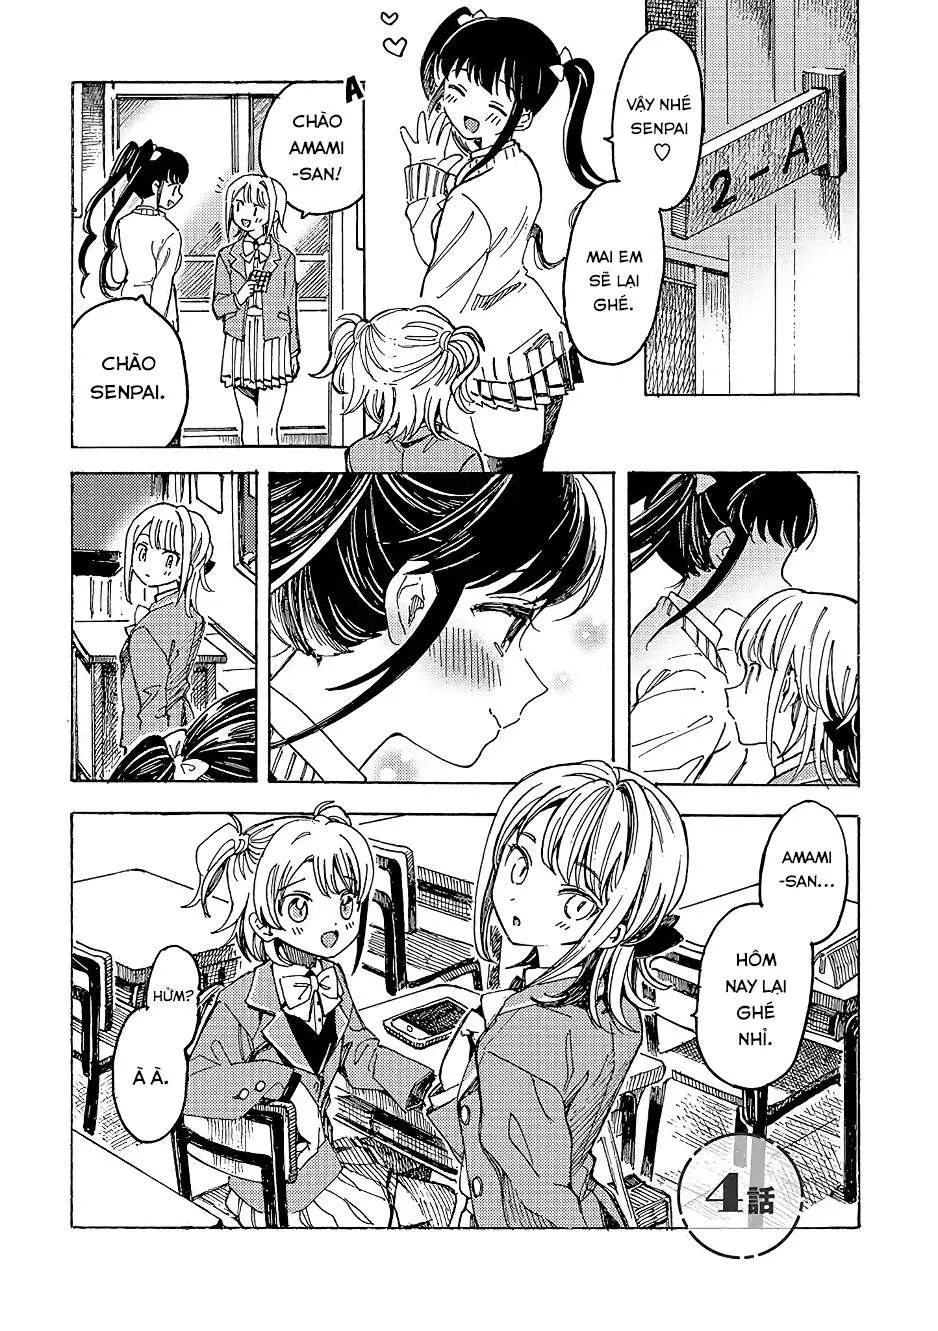 2-A
VẬY NHÉ
SENPAI
♡
MAI EM
SẼ LẠI
GHÉ.
A
CHÀO
AMAMI
-SAN!
CHÀO
SENPAI.
AMAMI
-SAN...
HÔM
NAY LẠI
GHÉ
NHỈ.
HỬM?
À À.
4話